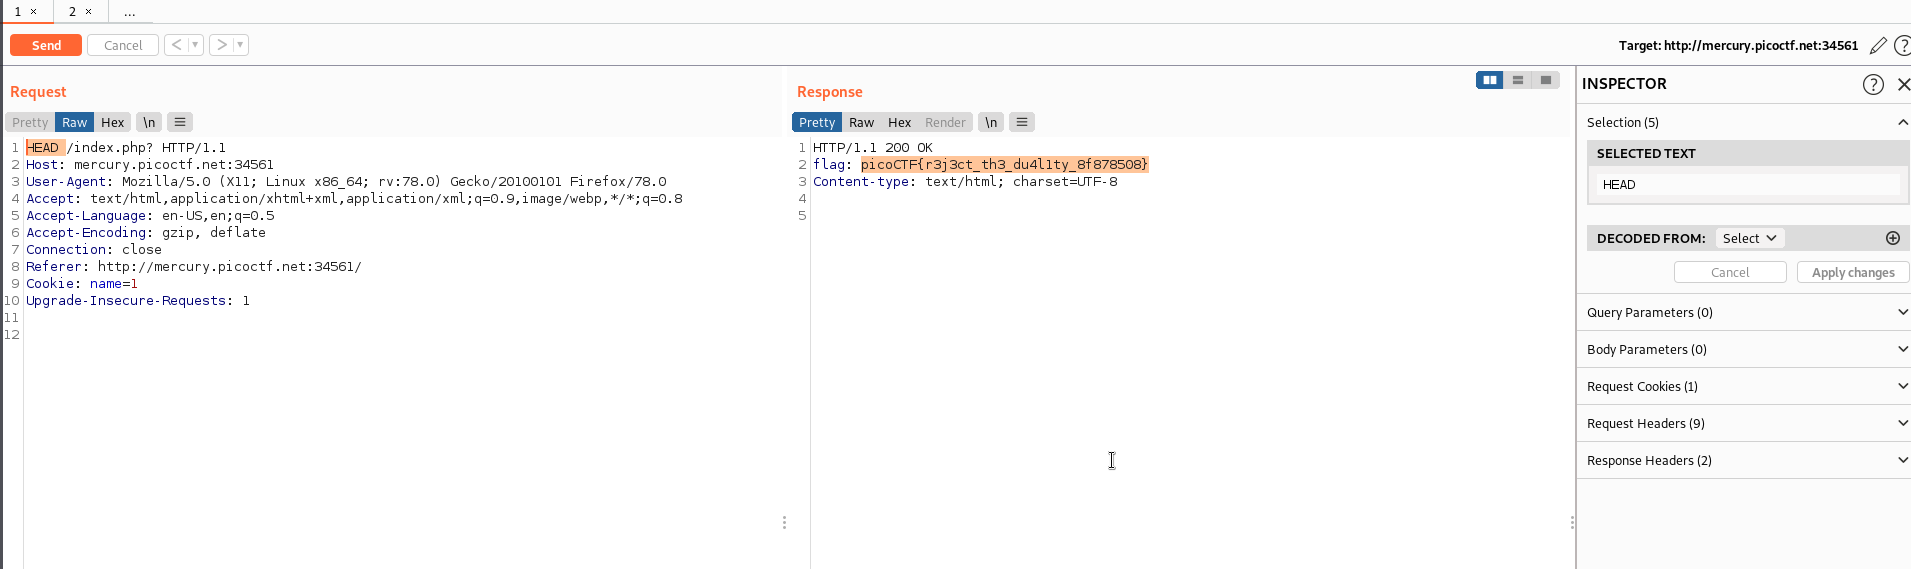 1 × 2 × ...
Send Cancel < > Target: http://mercury.picoctf.net:34561 ?
Request
Pretty Raw Hex \n
1 HEAD /index.php? HTTP/1.1
2 Host: mercury.picoctf.net:34561
3 User-Agent: Mozilla/5.0 (X11; Linux x86_64; rv:78.0) Gecko/20100101 Firefox/78.0
4 Accept: text/html,application/xhtml+xml,application/xml;q=0.9,image/webp,*/*;q=0.8
5 Accept-Language: en-US,en;q=0.5
6 Accept-Encoding: gzip, deflate
7 Connection: close
8 Referer: http://mercury.picoctf.net:34561/
9 Cookie: name=1
10 Upgrade-Insecure-Requests: 1
11
12
Response
Pretty Raw Hex Render \n
1 HTTP/1.1 200 OK
2 flag: picoCTF{r3j3ct_th3_du4l1ty_8f878508}
3 Content-type: text/html; charset=UTF-8
4
5
INSPECTOR ?
Selection (5)
SELECTED TEXT
HEAD
DECODED FROM: Select
Cancel Apply changes
Query Parameters (0)
Body Parameters (0)
Request Cookies (1)
Request Headers (9)
Response Headers (2)